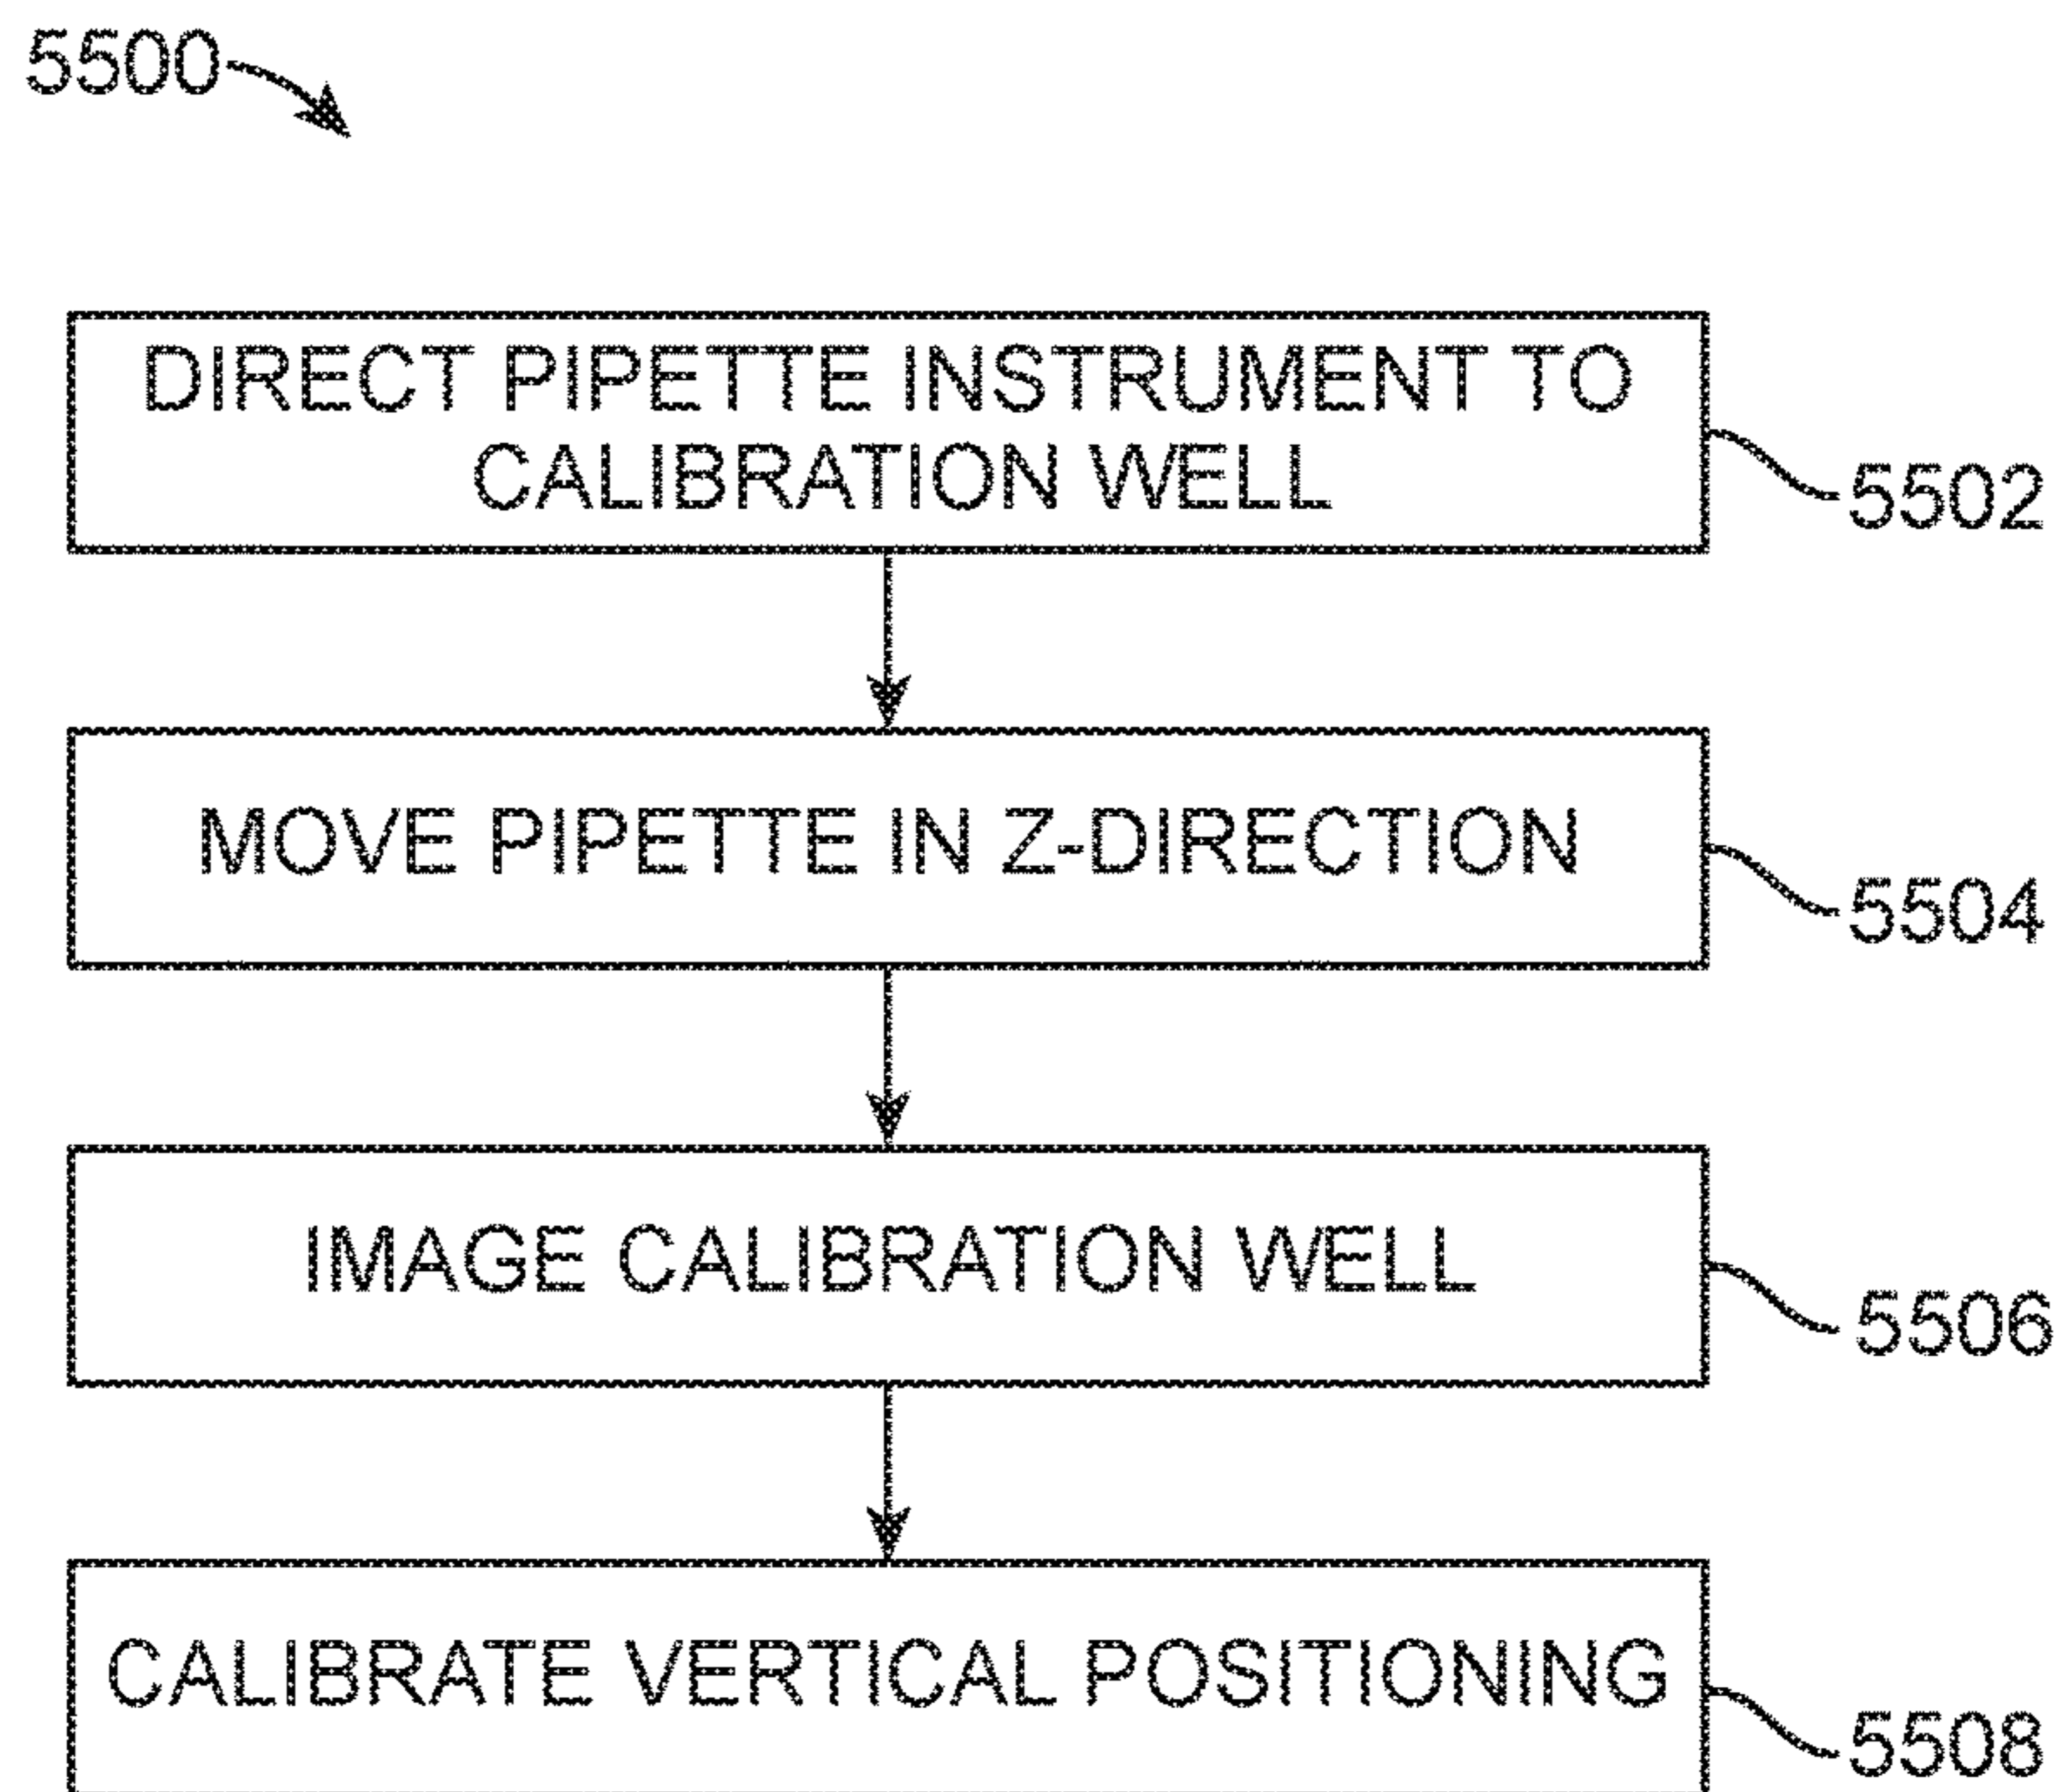 5500
DIRECT PIPETTE INSTRUMENT TO
CALIBRATION WELL
5502
MOVE PIPETTE IN Z-DIRECTION
5504
IMAGE CALIBRATION WELL
5506
CALIBRATE VERTICAL POSITIONING
5508